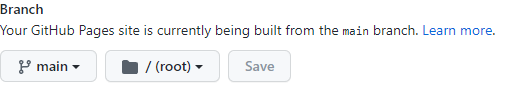 Branch
Your GitHub Pages site is currently being built from the main branch. Learn more.
main / (root) Save